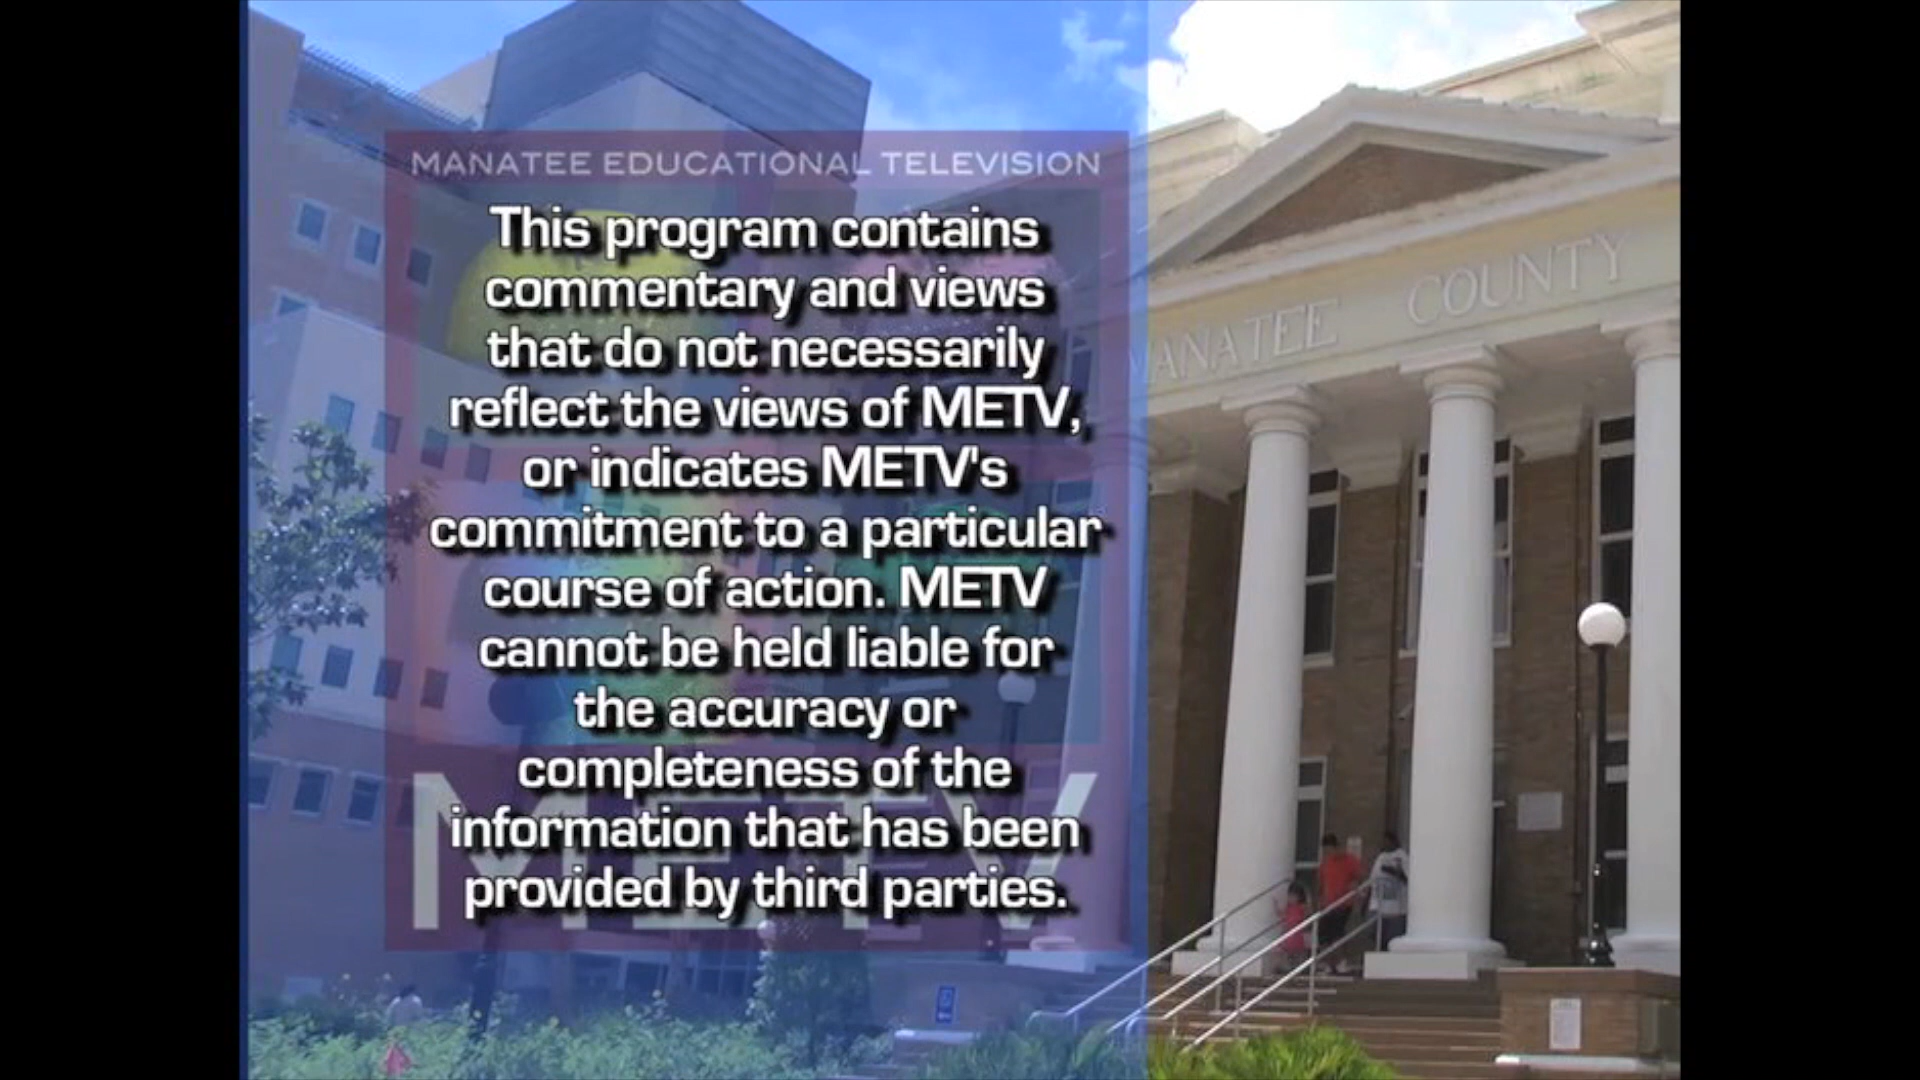 MANATEE EDUCATIONAL TELEVISION
This program contains
commentary and views
that do not necessarily
reflect the views of METV,
or indicates METV's
commitment to a particular
course of action. METV
cannot be held liable for
the accuracy or
completeness of the
information that has been
provided by third parties.
METV
MANATEE COUNTY